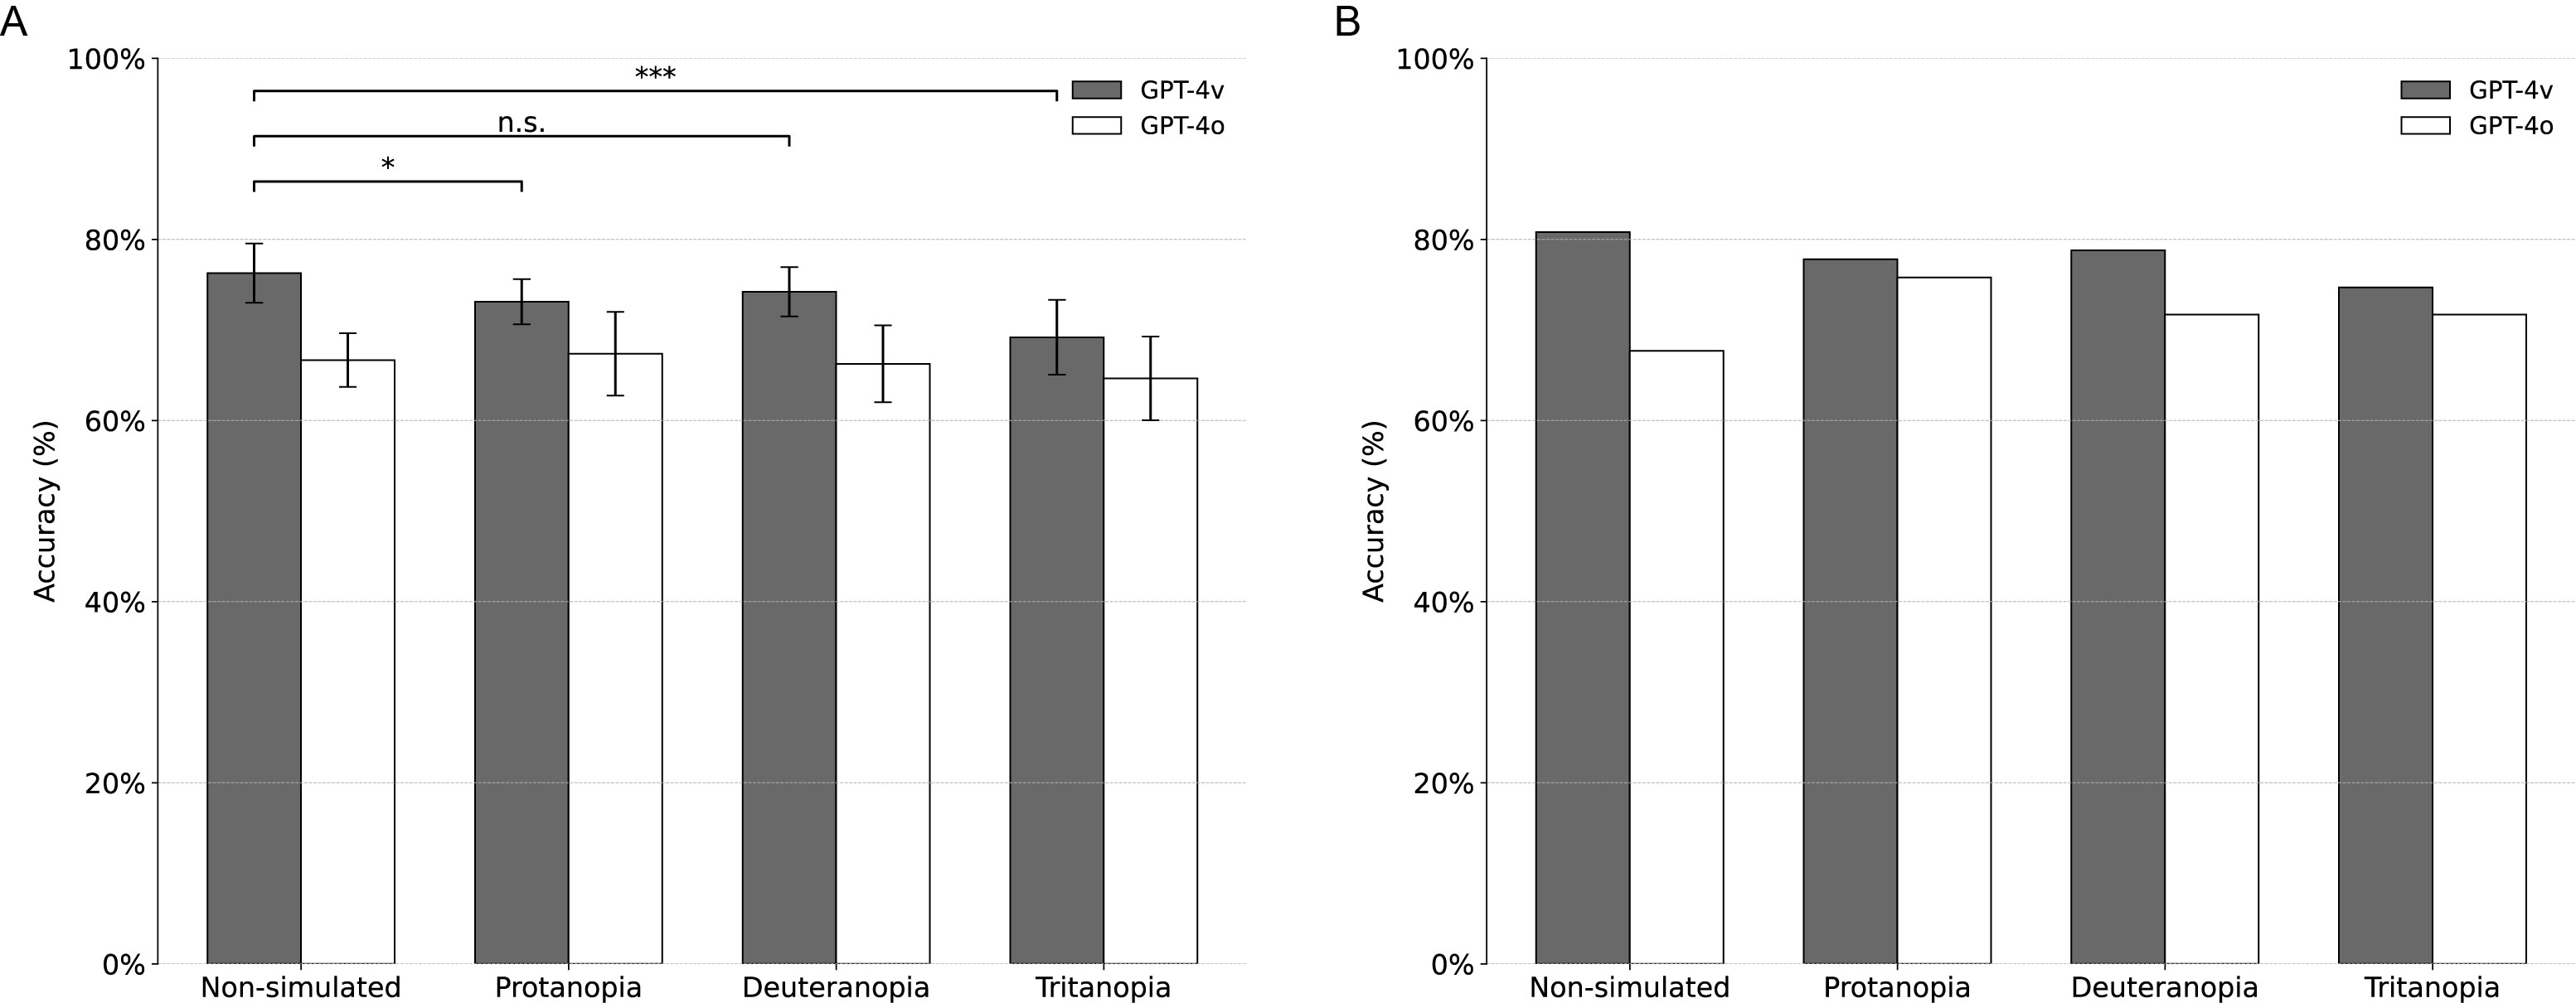 A
100%
80%
60%
40%
20%
0%
Accuracy (%)
***
n.s.
*
GPT-4v
GPT-4o
Non-simulated
Protanopia
Deuteranopia
Tritanopia
B
100%
80%
60%
40%
20%
0%
Accuracy (%)
GPT-4v
GPT-4o
Non-simulated
Protanopia
Deuteranopia
Tritanopia